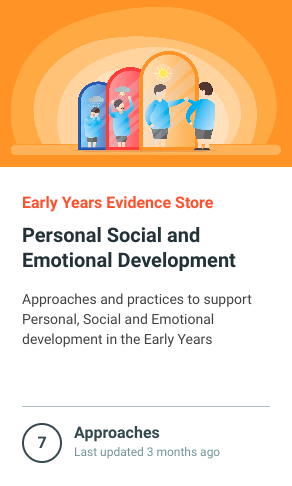 Early Years Evidence Store
Personal Social and
Emotional Development
Approaches and practices to support
Personal, Social and Emotional
development in the Early Years
7
Approaches
Last updated 3 months ago